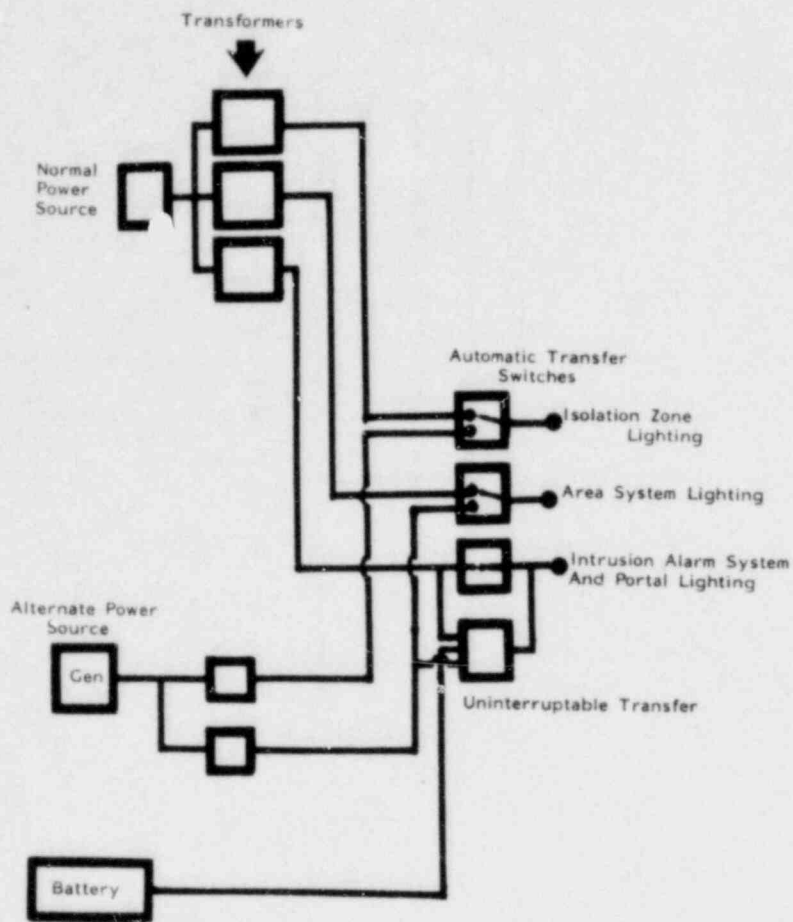 Transformers
Normal
Power
Source
Automatic Transfer
Switches
Isolation Zone
Lighting
Area System Lighting
Intrusion Alarm System
And Portal Lighting
Alternate Power
Source
Gen
Uninterruptable Transfer
Battery